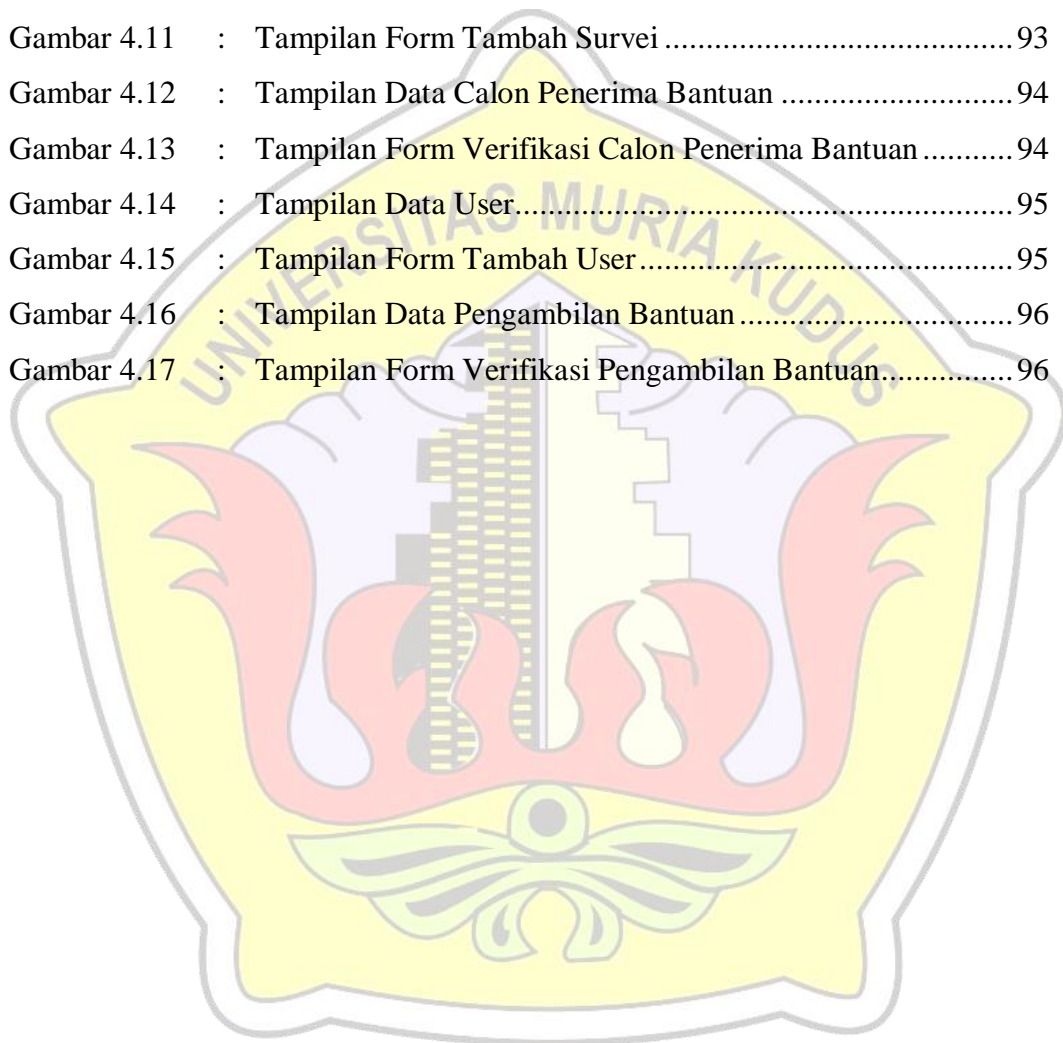 Gambar 4.11 : Tampilan Form Tambah Survei ........................................... 93
Gambar 4.12 : Tampilan Data Calon Penerima Bantuan ............................ 94
Gambar 4.13 : Tampilan Form Verifikasi Calon Penerima Bantuan ........... 94
Gambar 4.14 : Tampilan Data User............................................................. 95
Gambar 4.15 : Tampilan Form Tambah User .............................................. 95
Gambar 4.16 : Tampilan Data Pengambilan Bantuan ................................. 96
Gambar 4.17 : Tampilan Form Verifikasi Pengambilan Bantuan................ 96
UNIVERSITAS MURIA KUDUS